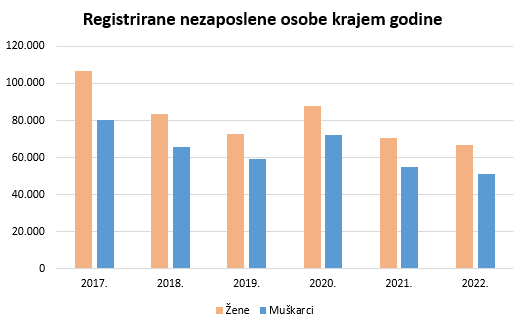 Registrirane nezaposlene osobe krajem godine
120.000
100.000
80.000
60.000
40.000
20.000
0
2017. 2018. 2019. 2020. 2021. 2022.
Žene Muškarci